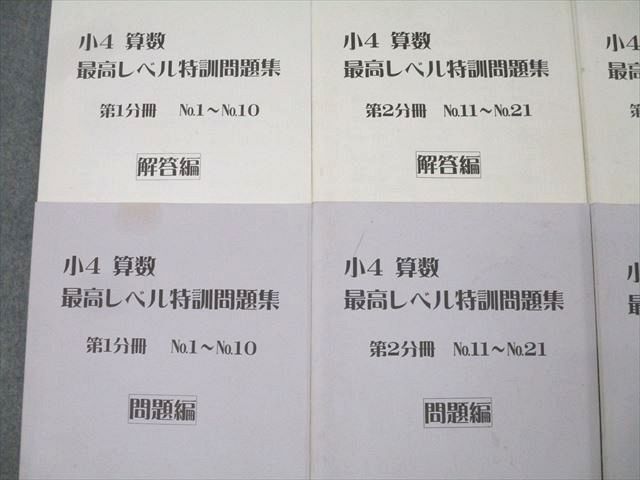 小4 算数
最高レベル特訓問題集
第1分冊 No.1～No.10
解答編
小4 算数
最高レベル特訓問題集
第2分冊 No.11～No.21
解答編
小4
最高
第
小4 算数
最高レベル特訓問題集
第1分冊 No.1～No.10
問題編
小4 算数
最高レベル特訓問題集
第2分冊 No.11～No.21
問題編